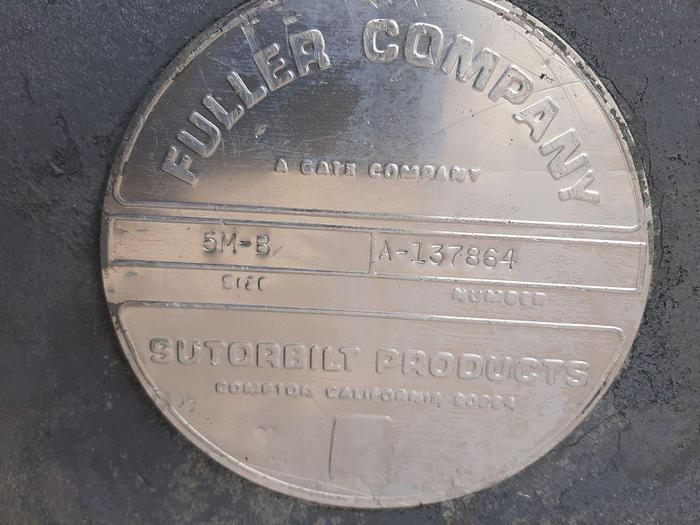 FULLER COMPANY
A GATX COMPANY
5M-B A-137864
SIZE NUMBER
SUTORBILT PRODUCTS
COMPTON CALIFORNIA